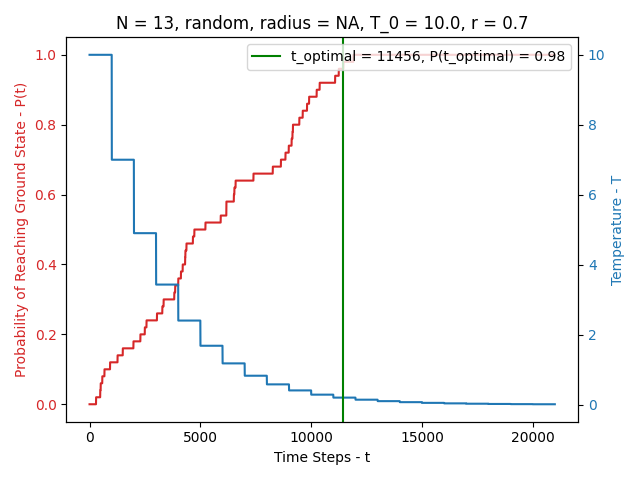 N = 13, random, radius = NA, T_0 = 10.0, r = 0.7
t_optimal = 11456, P(t_optimal) = 0.98
Probability of Reaching Ground State - P(t)
1.0
0.8
0.6
0.4
0.2
0.0
10
8
6
4
2
0
Temperature - T
0 5000 10000 15000 20000
Time Steps - t